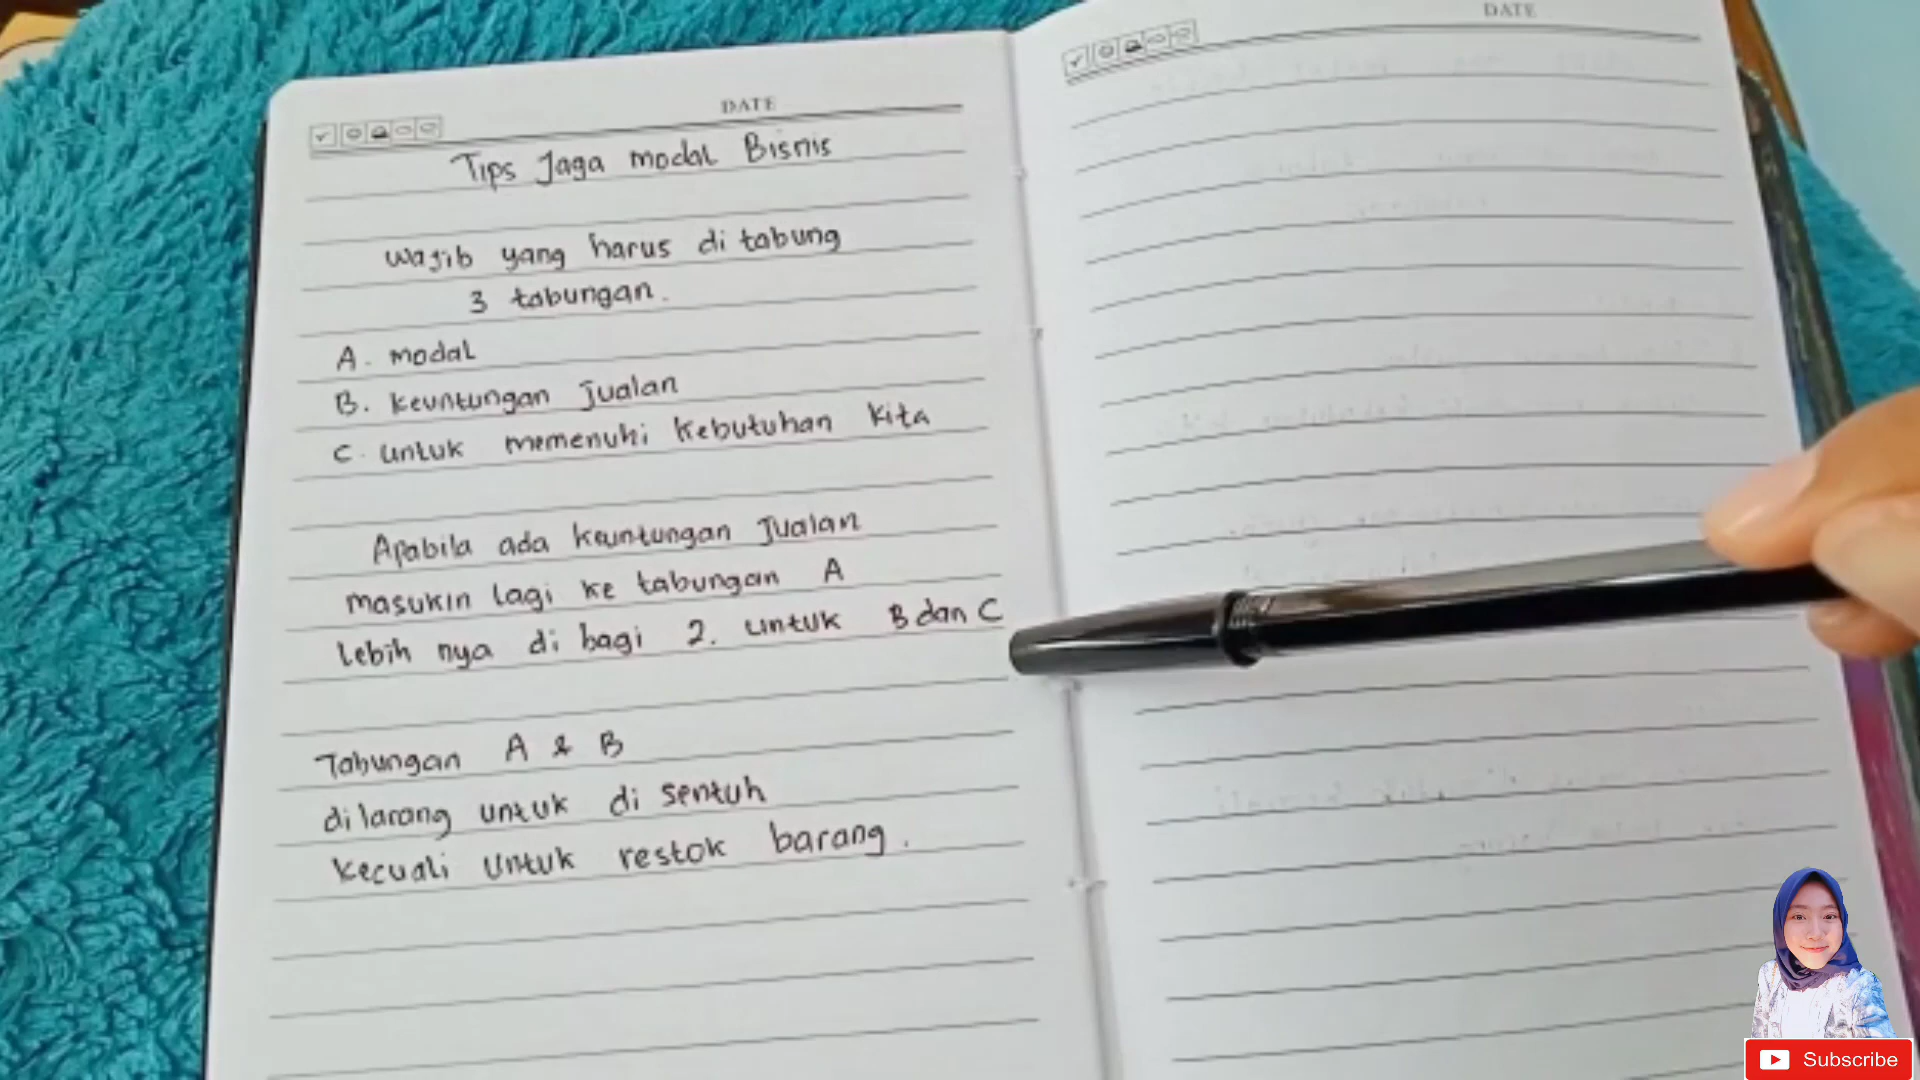 DATE
Tips Jaga modal Bisnis
wajib yang harus di tabung
3 tabungan.
A. modal
B. keuntungan jualan
C. untuk memenuhi kebutuhan kita
Apabila ada keuntungan jualan
masukin lagi ke tabungan A
lebih nya di bagi 2. untuk B dan C
Tabungan A & B
dilarang untuk di sentuh
kecuali untuk restok barang.
DATE
Subscribe